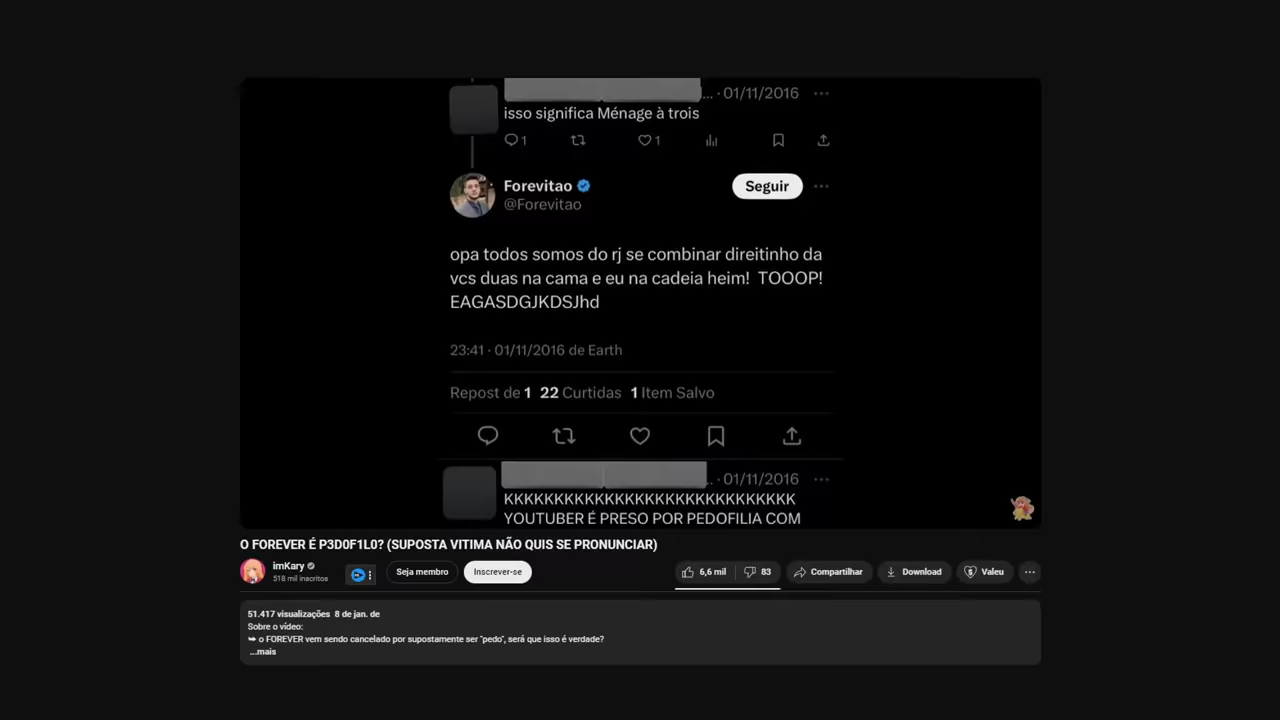 ... · 01/11/2016 ...
isso significa Ménage à trois
1 1
Forevitao
@Forevitao
Seguir
opa todos somos do rj se combinar direitinho da
vcs duas na cama e eu na cadeia heim! TOOOP!
EAGASDGJKDSJhd
23:41 · 01/11/2016 de Earth
Repost de 1 22 Curtidas 1 Item Salvo
.. · 01/11/2016 ...
KKKKKKKKKKKKKKKKKKKKKKKKKKKK
YOUTUBER É PRESO POR PEDOFILIA COM
O FOREVER É P3D0F1L0? (SUPOSTA VITIMA NÃO QUIS SE PRONUNCIAR)
imKary
518 mil inscritos
Seja membro
Inscrever-se
6,6 mil
83
Compartilhar
Download
Valeu
51.417 visualizações 8 de jan. de
Sobre o vídeo:
➥ o FOREVER vem sendo cancelado por supostamente ser "pedo", será que isso é verdade?
...mais